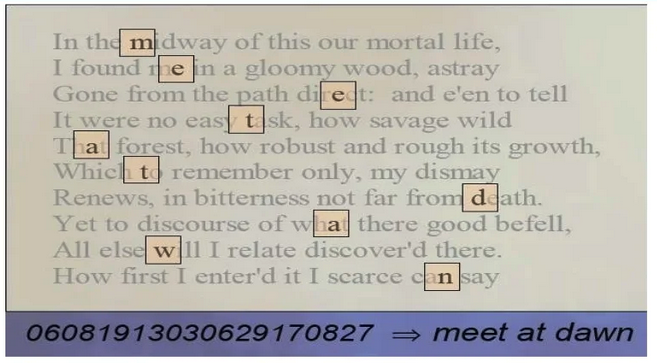 In the midway of this our mortal life,
I found me in a gloomy wood, astray
Gone from the path direct: and e'en to tell
It were no easy task, how savage wild
That forest, how robust and rough its growth,
Which to remember only, my dismay
Renews, in bitterness not far from death.
Yet to discourse of what there good befell,
All else will I relate discover'd there.
How first I enter'd it I scarce can say
06081913030629170827 ⇒ meet at dawn